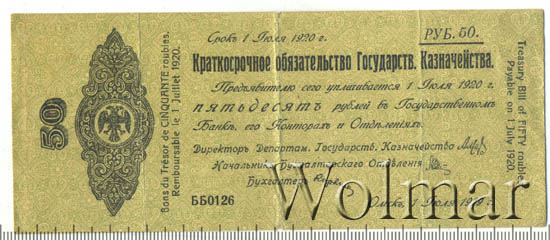 Срокъ 1 Іюля 1920 г.
РУБ. 50.
Краткосрочное обязательство Государств. Казначейства.
Предъявителю сего уплачивается 1 Іюля 1920 г.
пятьдесятъ рублей въ Государственномъ
Банкѣ, его Конторахъ и Отдѣленіяхъ.
Директоръ Департам. Государств. Казначейства
Начальникъ Бухгалтерскаго Отдѣленія
Бухгалтеръ
ББ0126
Омскъ, 1 Іюля 1919 г.
50
Bons du Trésor de CINQUANTE roubles.
Remboursable le 1 Juillet 1920.
Treasury-Bill of FIFTY roubles
Payable on 1 July 1920.
Wolmar